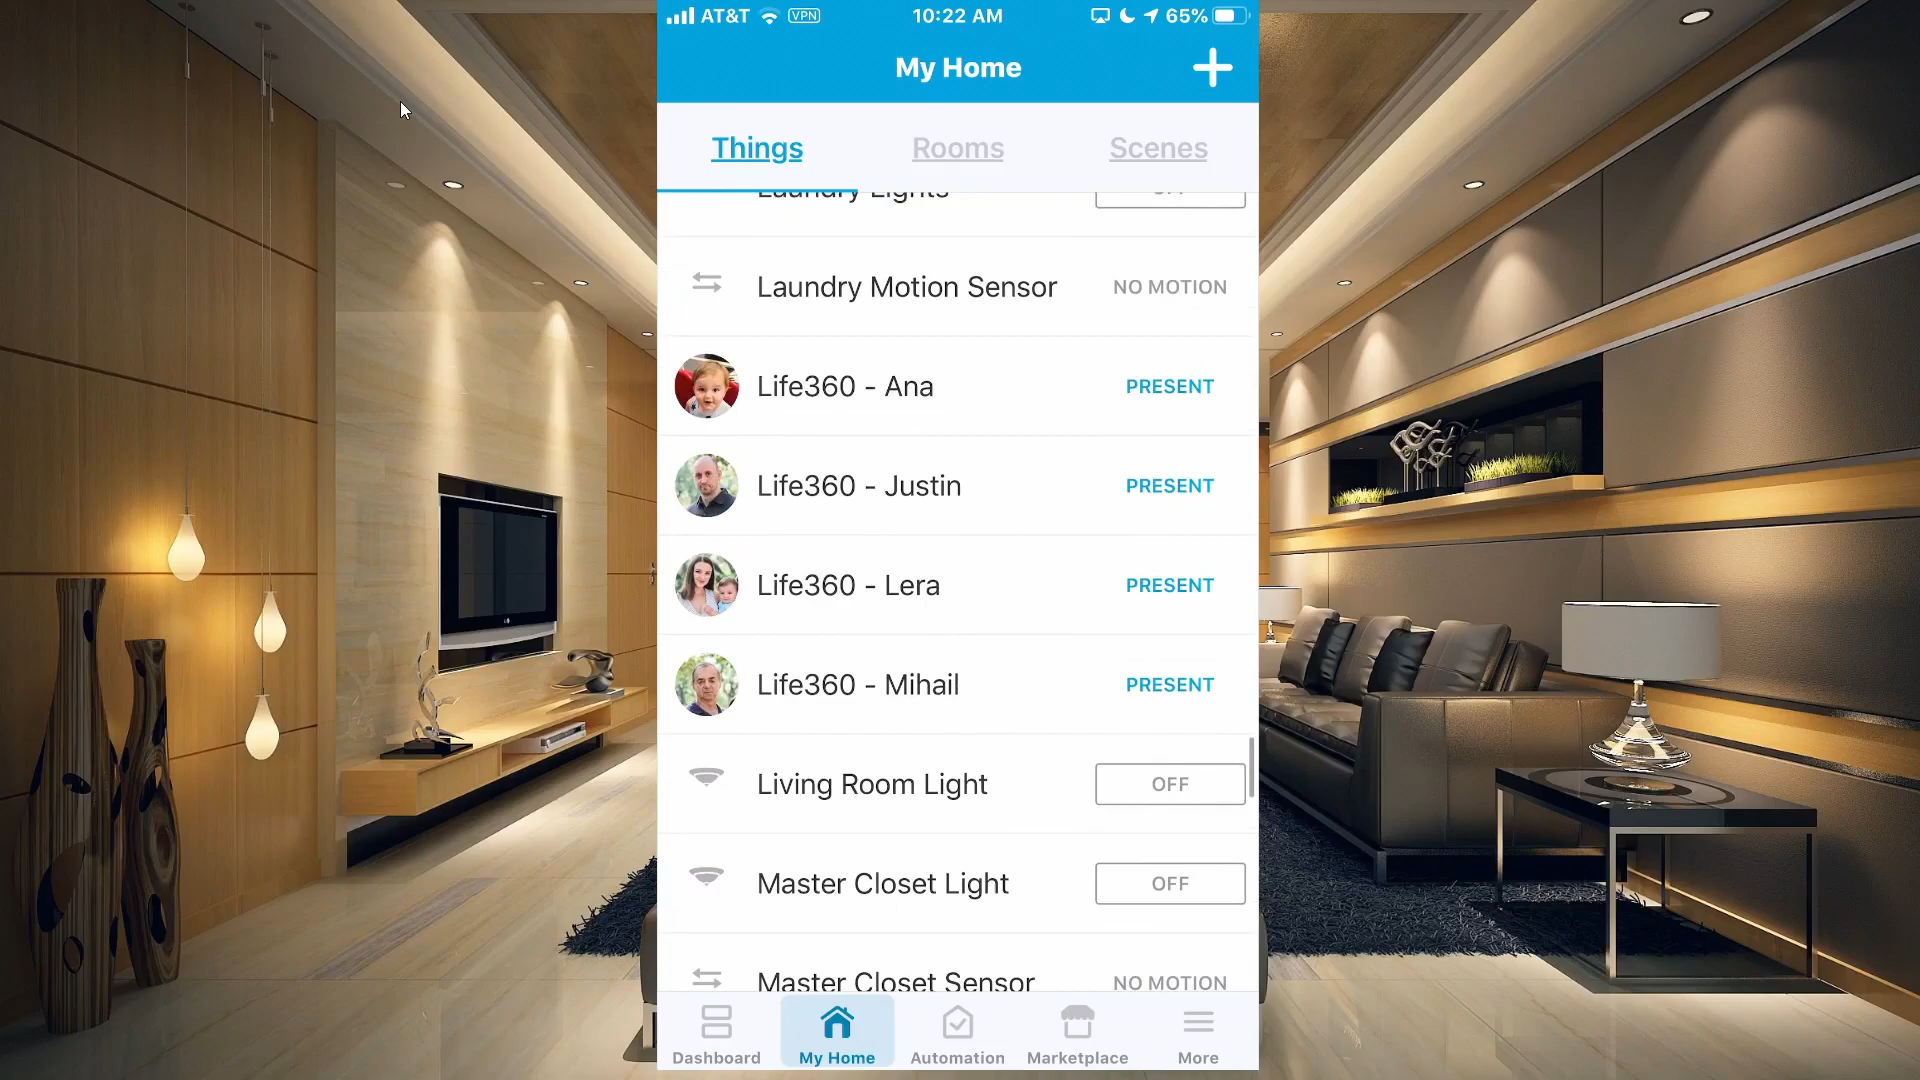 AT&T VPN 10:22 AM 65%
My Home
Things Rooms Scenes
Laundry Lights
Laundry Motion Sensor NO MOTION
Life360 - Ana PRESENT
Life360 - Justin PRESENT
Life360 - Lera PRESENT
Life360 - Mihail PRESENT
Living Room Light OFF
Master Closet Light OFF
Master Closet Sensor NO MOTION
Dashboard My Home Automation Marketplace More